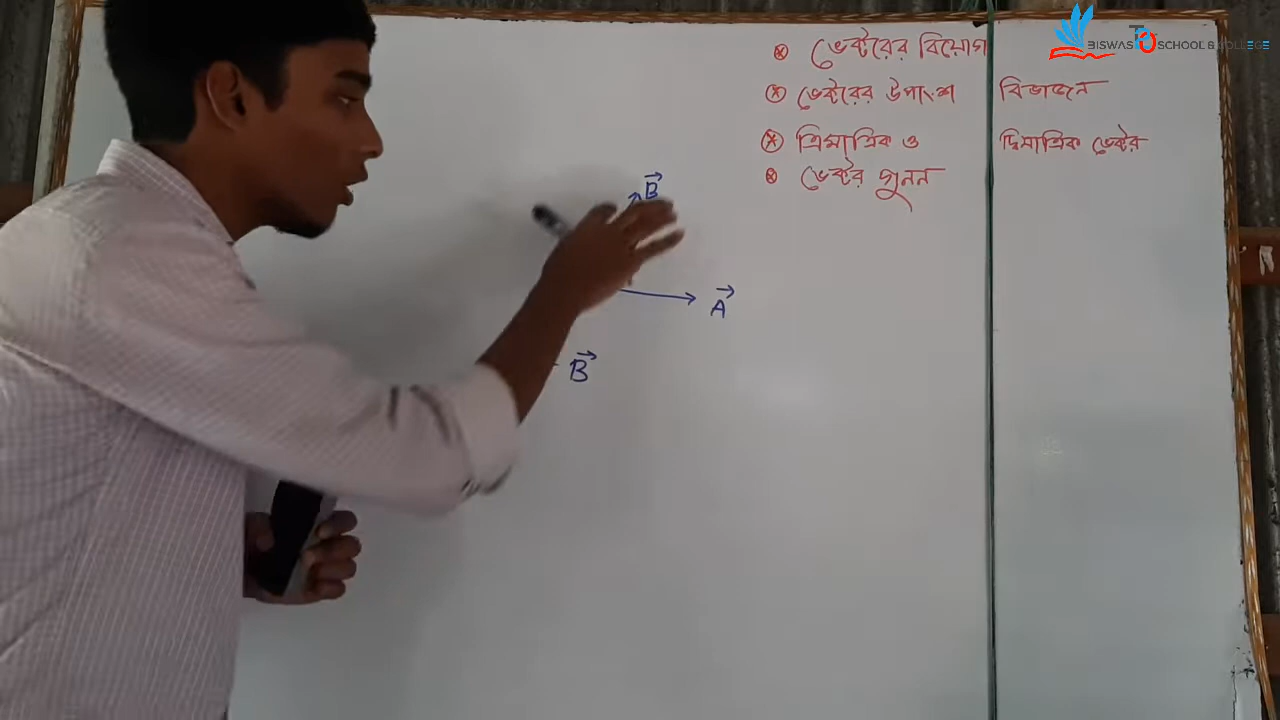 BISWAS SCHOOL & COLLEGE
ভেক্টরের বিয়োগ
ভেক্টরের উপাংশ বিভাজন
ত্রিমাত্রিক ও দ্বিমাত্রিক ভেক্টর
ভেক্টর গুনন
B
A
B